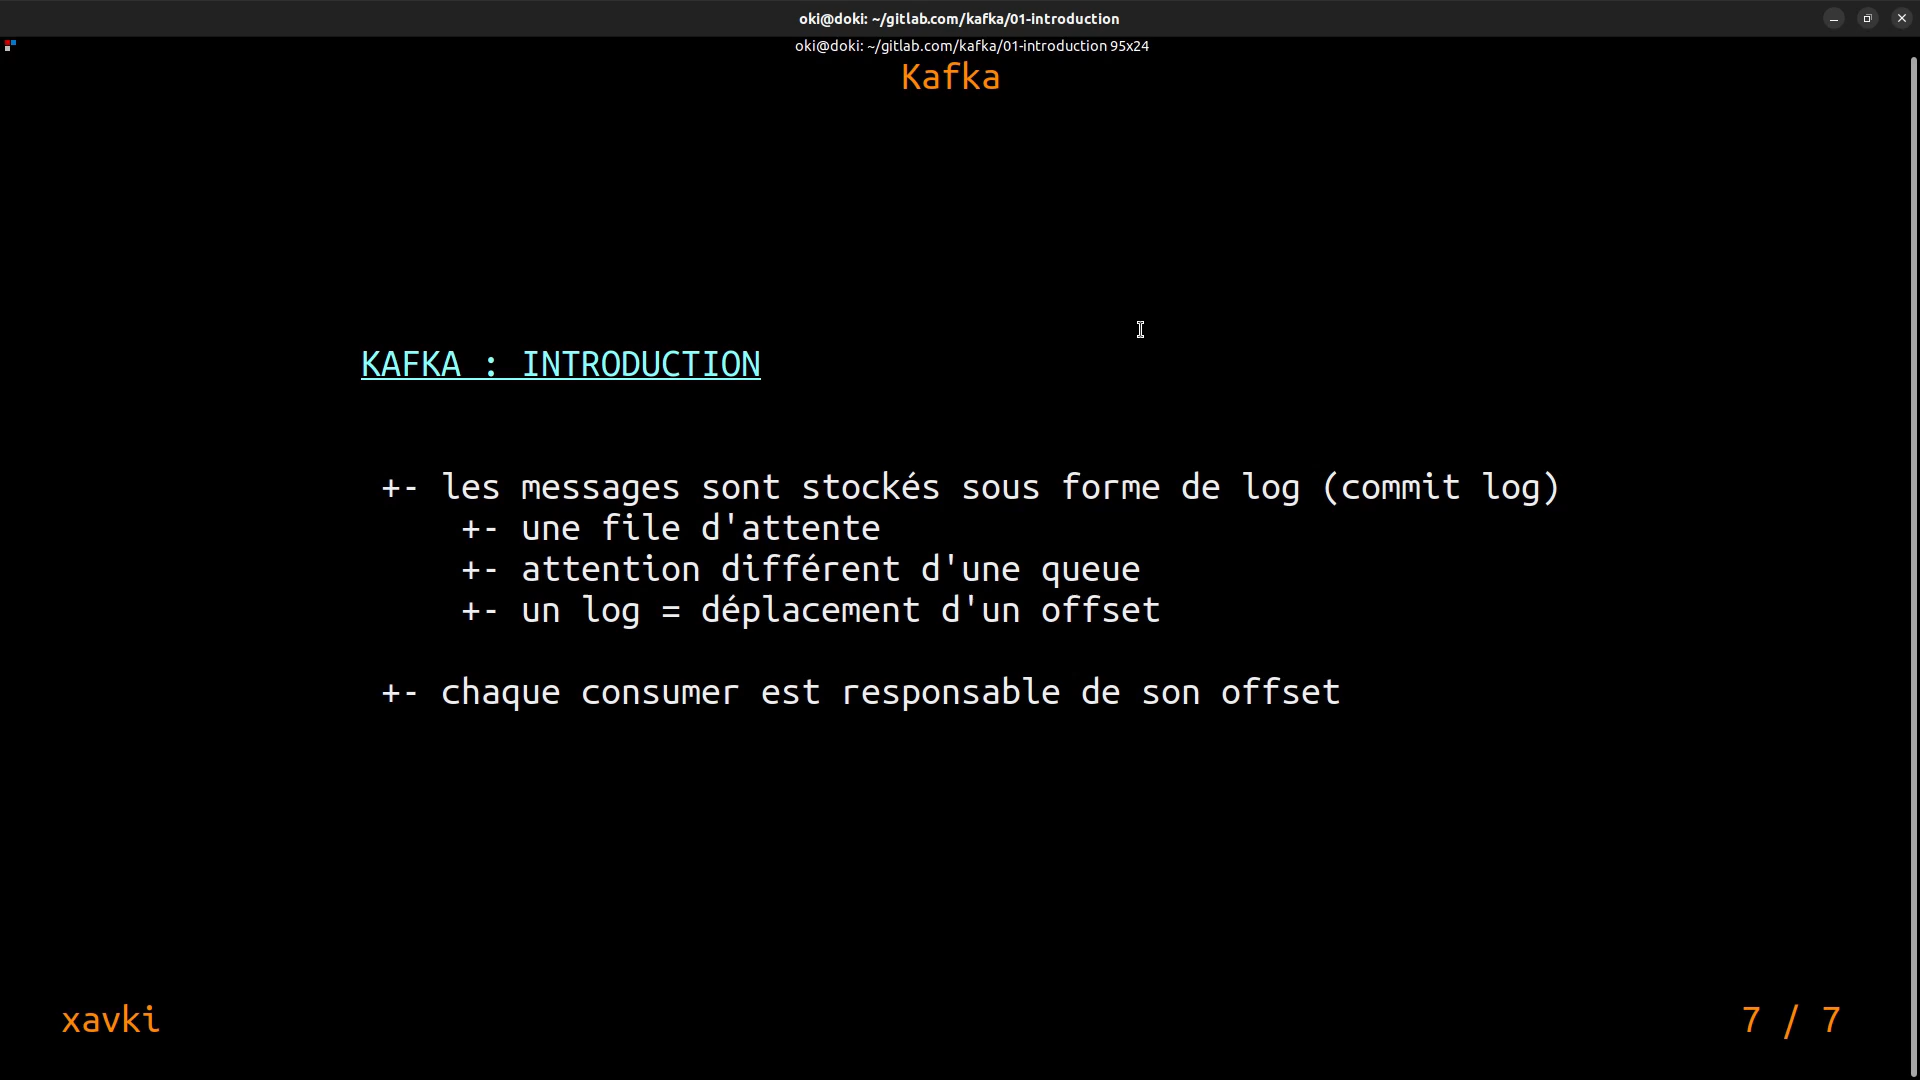 oki@doki: ~/gitlab.com/kafka/01-introduction
oki@doki: ~/gitlab.com/kafka/01-introduction 95x24
Kafka
KAFKA : INTRODUCTION
+- les messages sont stockés sous forme de log (commit log)
+- une file d'attente
+- attention différent d'une queue
+- un log = déplacement d'un offset
+- chaque consumer est responsable de son offset
xavki
7 / 7